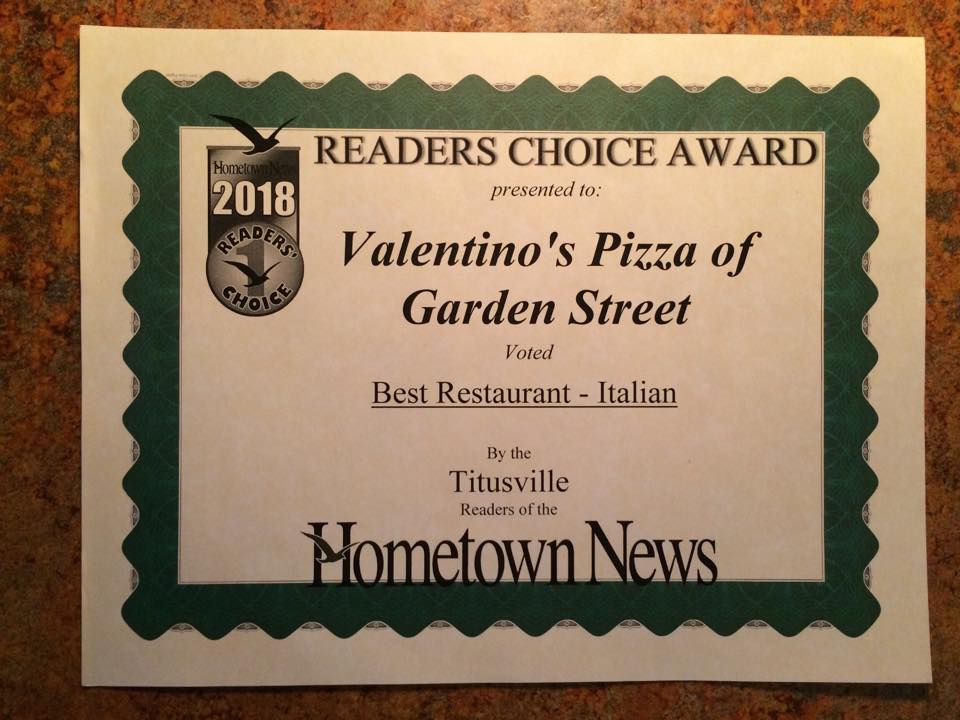 READERS CHOICE AWARD
presented to:
Hometown News
2018
READERS'
1
CHOICE
Valentino's Pizza of
Garden Street
Voted
Best Restaurant - Italian
By the
Titusville
Readers of the
Hometown News